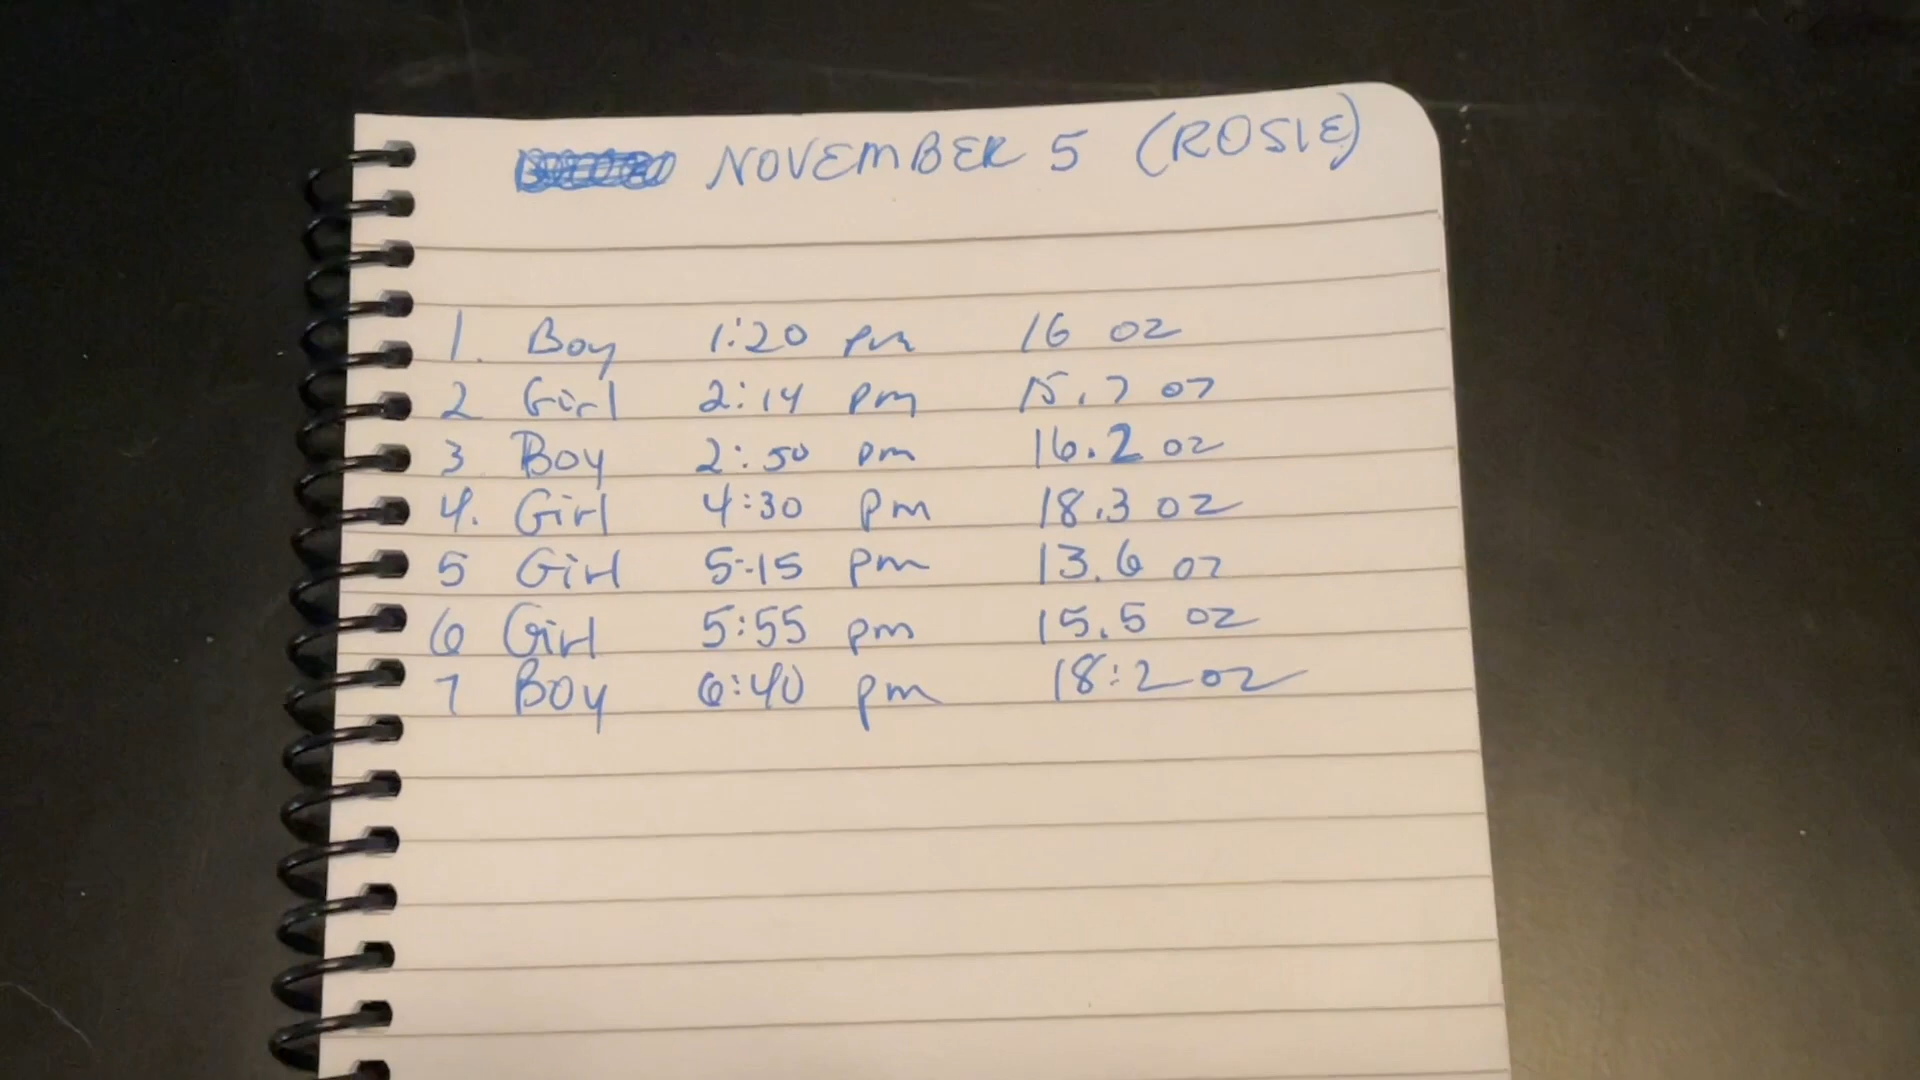 NOVEMBER 5 (ROSIE)
1. Boy 1:20 pm 16 oz
2 Girl 2:14 pm 15.7 oz
3 Boy 2:50 pm 16.2 oz
4. Girl 4:30 pm 18.3 oz
5 Girl 5:15 pm 13.6 oz
6 Girl 5:55 pm 15.5 oz
7 Boy 6:40 pm 18:2 oz